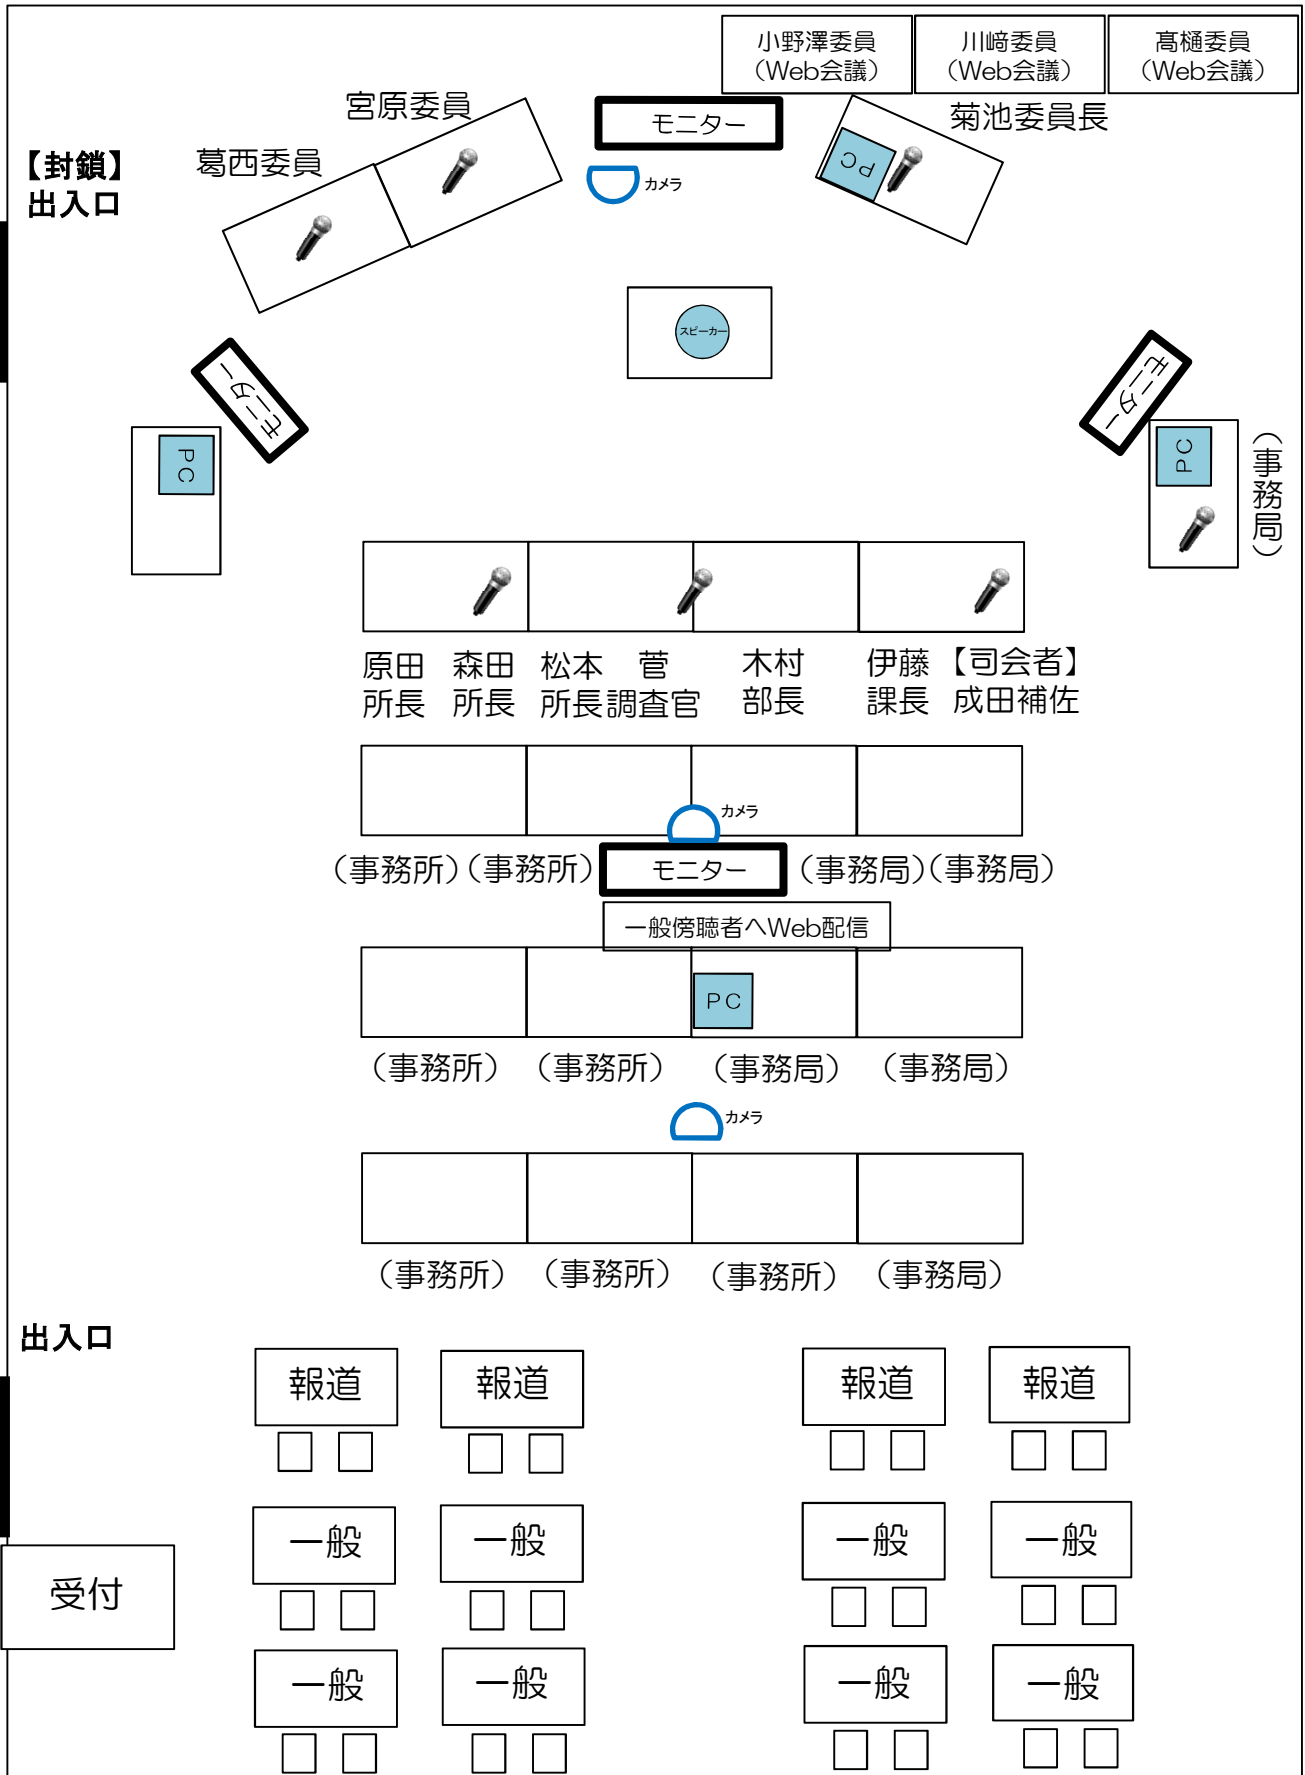 小野澤委員
（Web会議）
川﨑委員
（Web会議）
髙樋委員
（Web会議）
宮原委員
モニター
菊池委員長
【封鎖】
出入口
葛西委員
カメラ
PC
スピーカー
モニター
モニター
PC
PC
（事務局）
原田
所長
森田
所長
松本
所長
菅
調査官
木村
部長
伊藤
課長
【司会者】
成田補佐
カメラ
（事務所）
（事務所）
モニター
（事務局）
（事務局）
一般傍聴者へWeb配信
PC
（事務所）
（事務所）
（事務局）
（事務局）
カメラ
（事務所）
（事務所）
（事務所）
（事務局）
出入口
報道
報道
報道
報道
一般
一般
一般
一般
受付
一般
一般
一般
一般